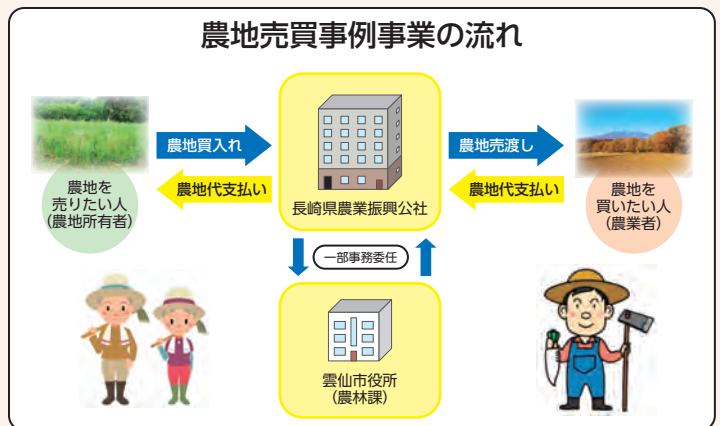 農地売買事例事業の流れ
農地買入れ
農地売渡し
農地代支払い
農地代支払い
農地を
売りたい人
(農地所有者)
長崎県農業振興公社
農地を
買いたい人
(農業者)
一部事務委任
雲仙市役所
(農林課)